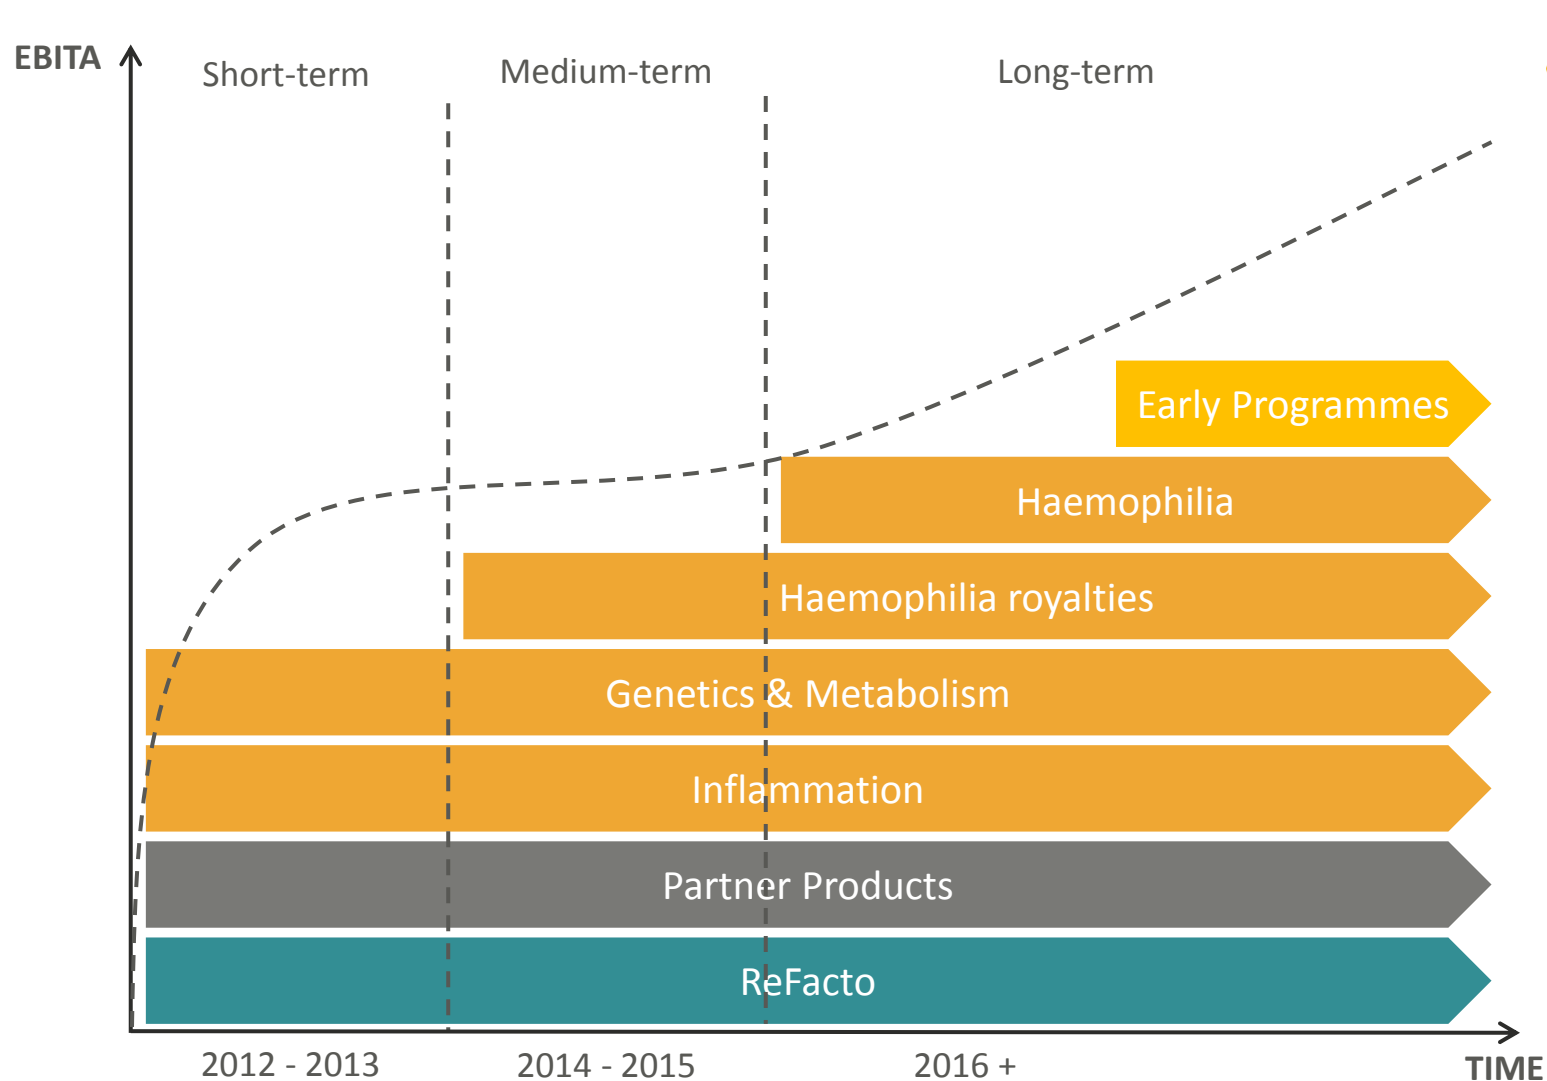 EBITA
Short-term
Medium-term
Long-term
Early Programmes
Haemophilia
Haemophilia royalties
Genetics & Metabolism
Inflammation
Partner Products
ReFacto
2012 - 2013
2014 - 2015
2016 +
TIME